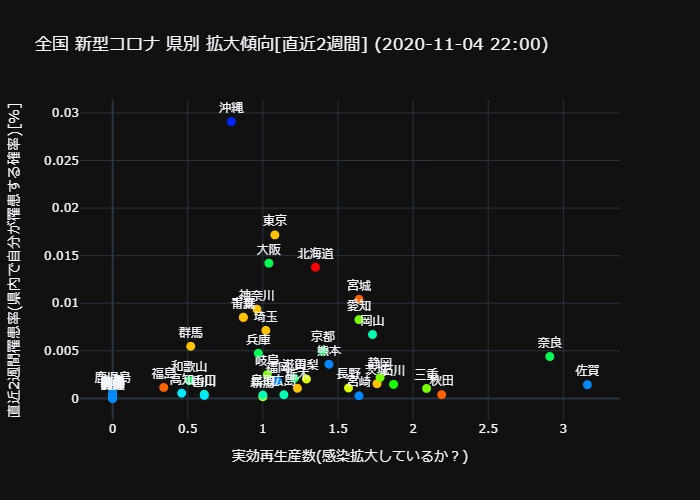 全国 新型コロナ 県別 拡大傾向[直近2週間] (2020-11-04 22:00)
直近2週間罹患率(県内で自分が罹患する確率)[%]
0.03
0.025
0.02
0.015
0.01
0.005
0
沖縄
東京
大阪
北海道
宮城
神奈川
千葉
愛知
埼玉
岡山
群馬
兵庫
京都
奈良
熊本
岐阜
静岡
和歌山
福島
石川
三重
秋田
佐賀
長野
宮崎
広島
高知
鹿児島
0
0.5
1
1.5
2
2.5
3
実効再生産数(感染拡大しているか？)